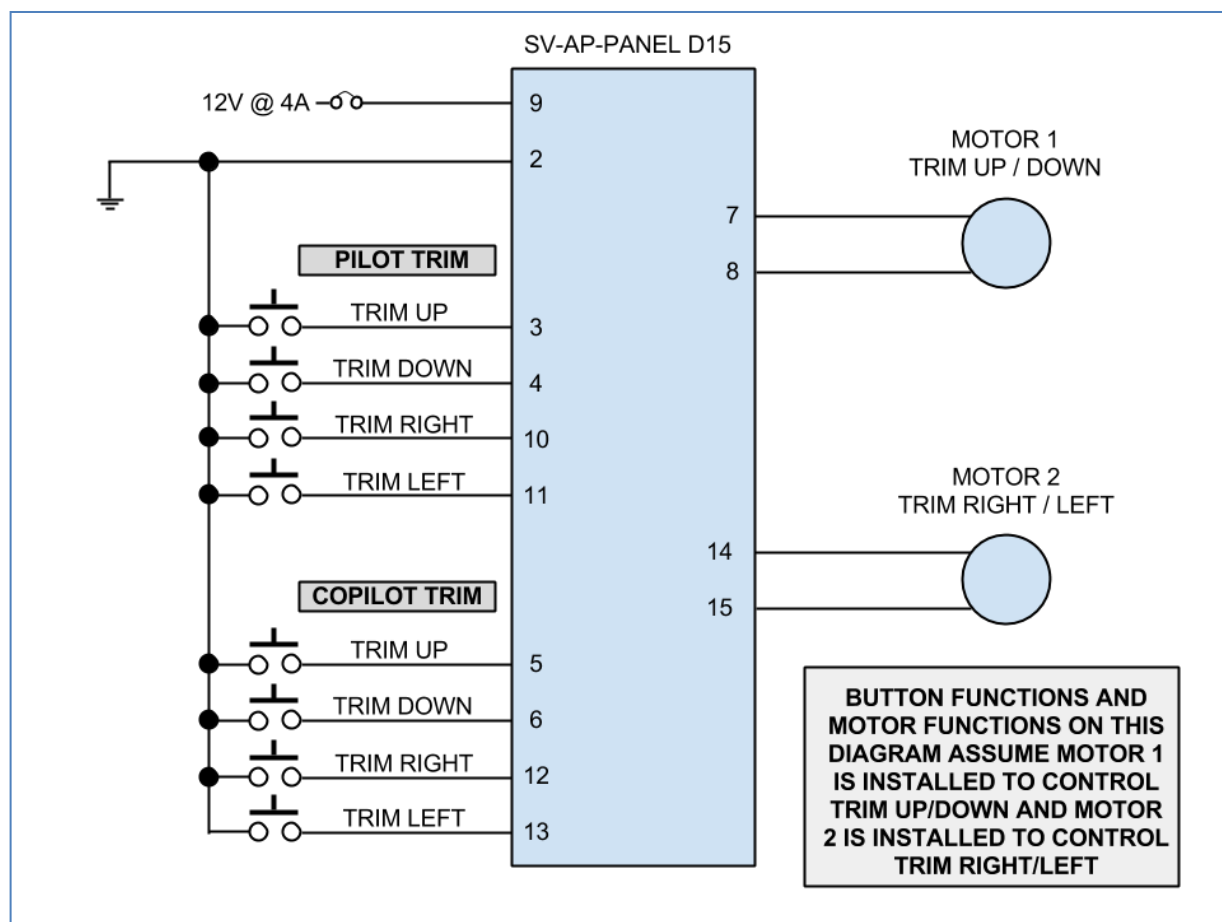 SV-AP-PANEL D15
12V @ 4A
9
2
MOTOR 1
TRIM UP / DOWN
7
8
PILOT TRIM
TRIM UP
3
TRIM DOWN
4
TRIM RIGHT
10
TRIM LEFT
11
MOTOR 2
TRIM RIGHT / LEFT
14
15
COPILOT TRIM
TRIM UP
5
TRIM DOWN
6
TRIM RIGHT
12
TRIM LEFT
13
BUTTON FUNCTIONS AND
MOTOR FUNCTIONS ON THIS
DIAGRAM ASSUME MOTOR 1
IS INSTALLED TO CONTROL
TRIM UP/DOWN AND MOTOR
2 IS INSTALLED TO CONTROL
TRIM RIGHT/LEFT